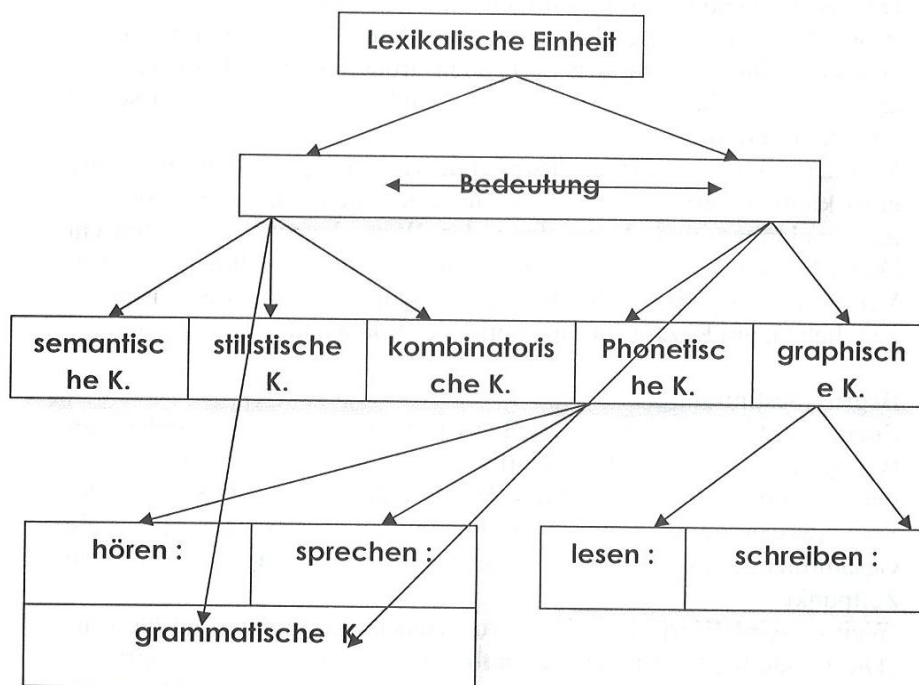 Lexikalische Einheit
Bedeutung
semantisc
he K.
stilistische
K.
kombinatoris
che K.
Phonetisc
he K.
graphisch
e K.
hören :
sprechen :
lesen :
schreiben :
grammatische K